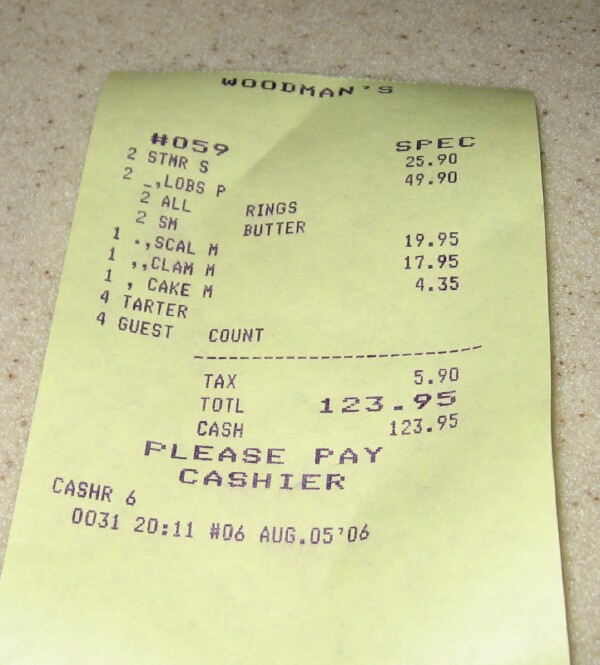 WOODMAN'S
#059 SPEC
2 STMR S 25.90
2 _,LOBS P 49.90
2 ALL RINGS
2 SM BUTTER
1 .,SCAL M 19.95
1 ,,CLAM M 17.95
1 , CAKE M 4.35
4 TARTER
4 GUEST COUNT
TAX 5.90
TOTL 123.95
CASH 123.95
PLEASE PAY
CASHIER
CASHR 6
0031 20:11 #06 AUG.05'06